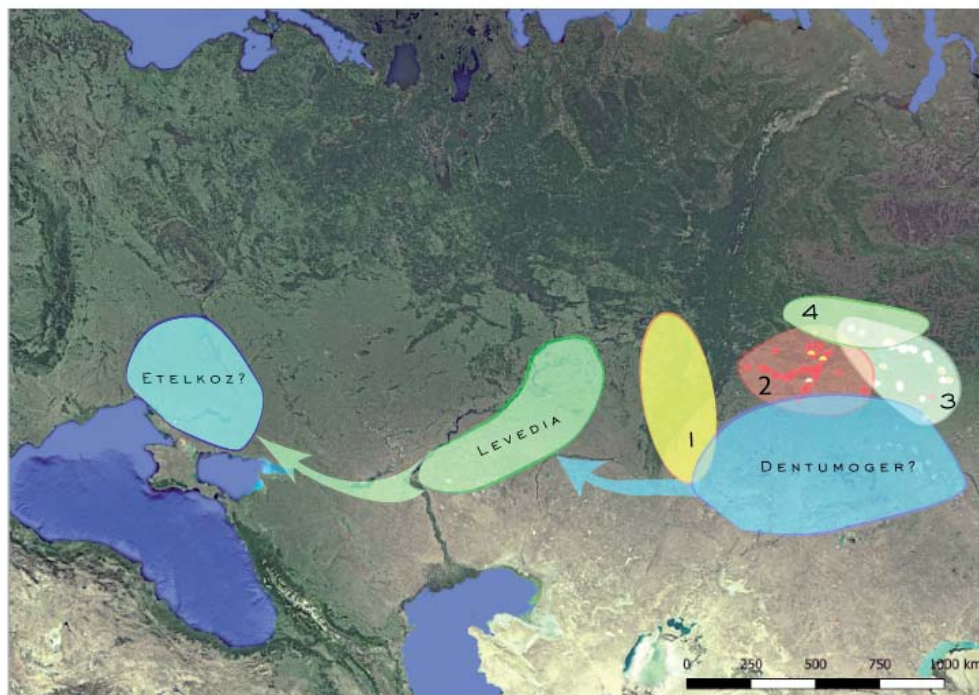 4
ETELKOZ?
2
3
LEVEDIA
1
DENTUMOGER?
0 250 500 750 1000 km